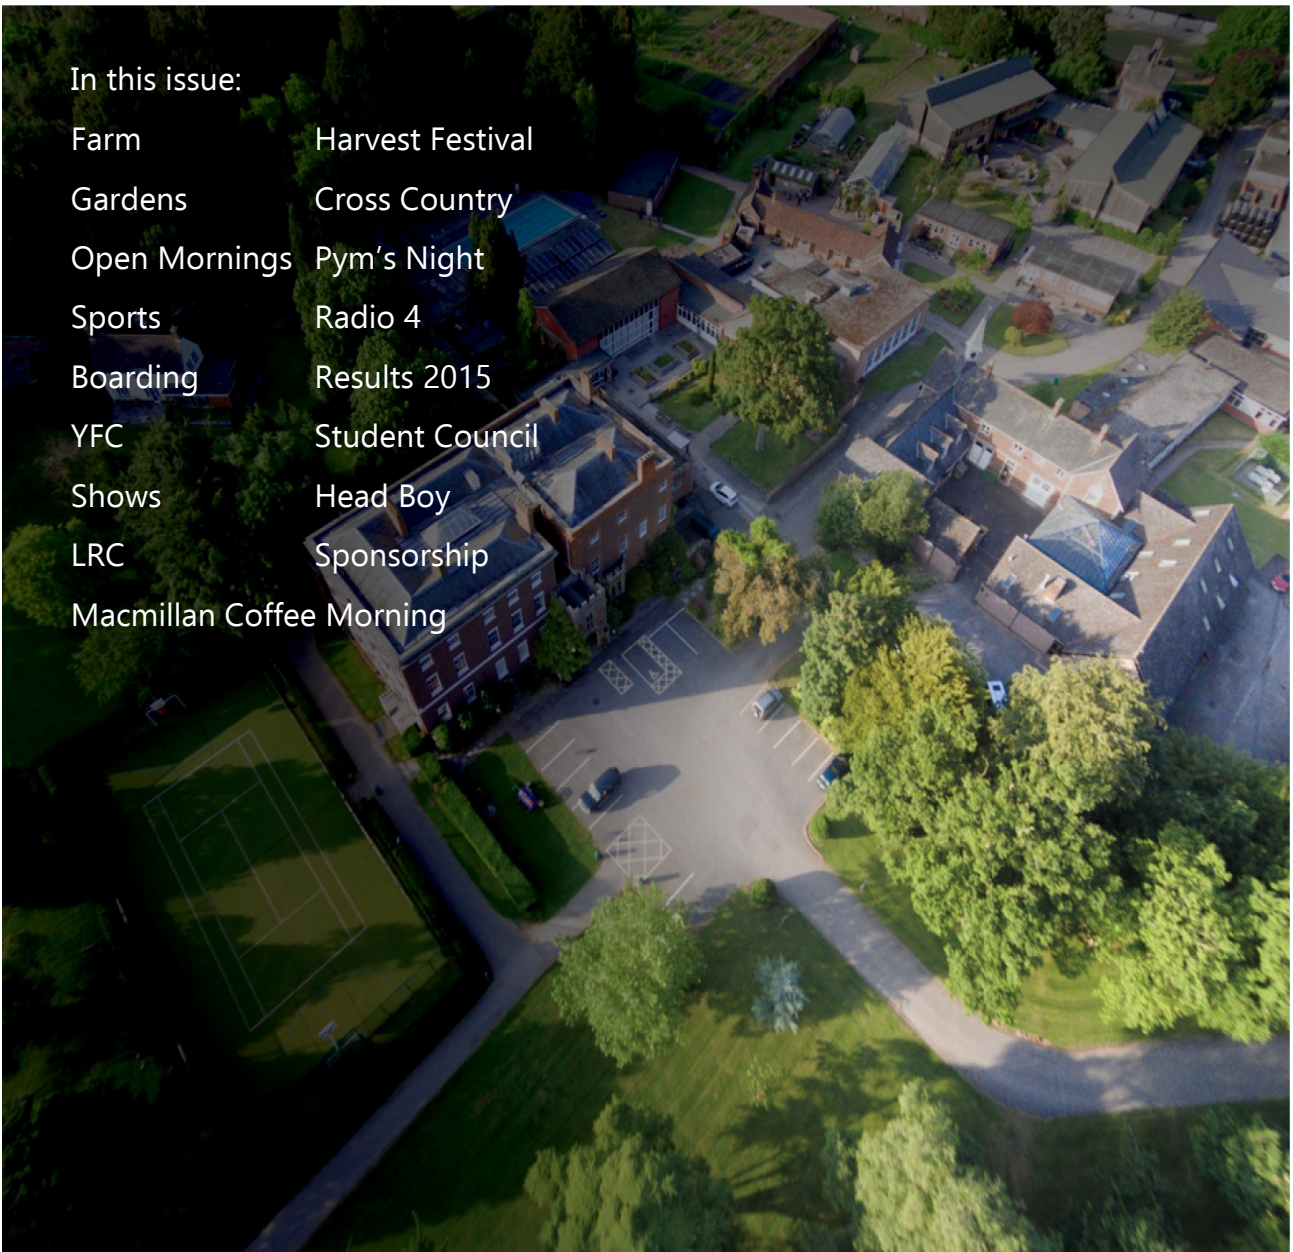 In this issue:
Farm Harvest Festival
Gardens Cross Country
Open Mornings Pym’s Night
Sports Radio 4
Boarding Results 2015
YFC Student Council
Shows Head Boy
LRC Sponsorship
Macmillan Coffee Morning